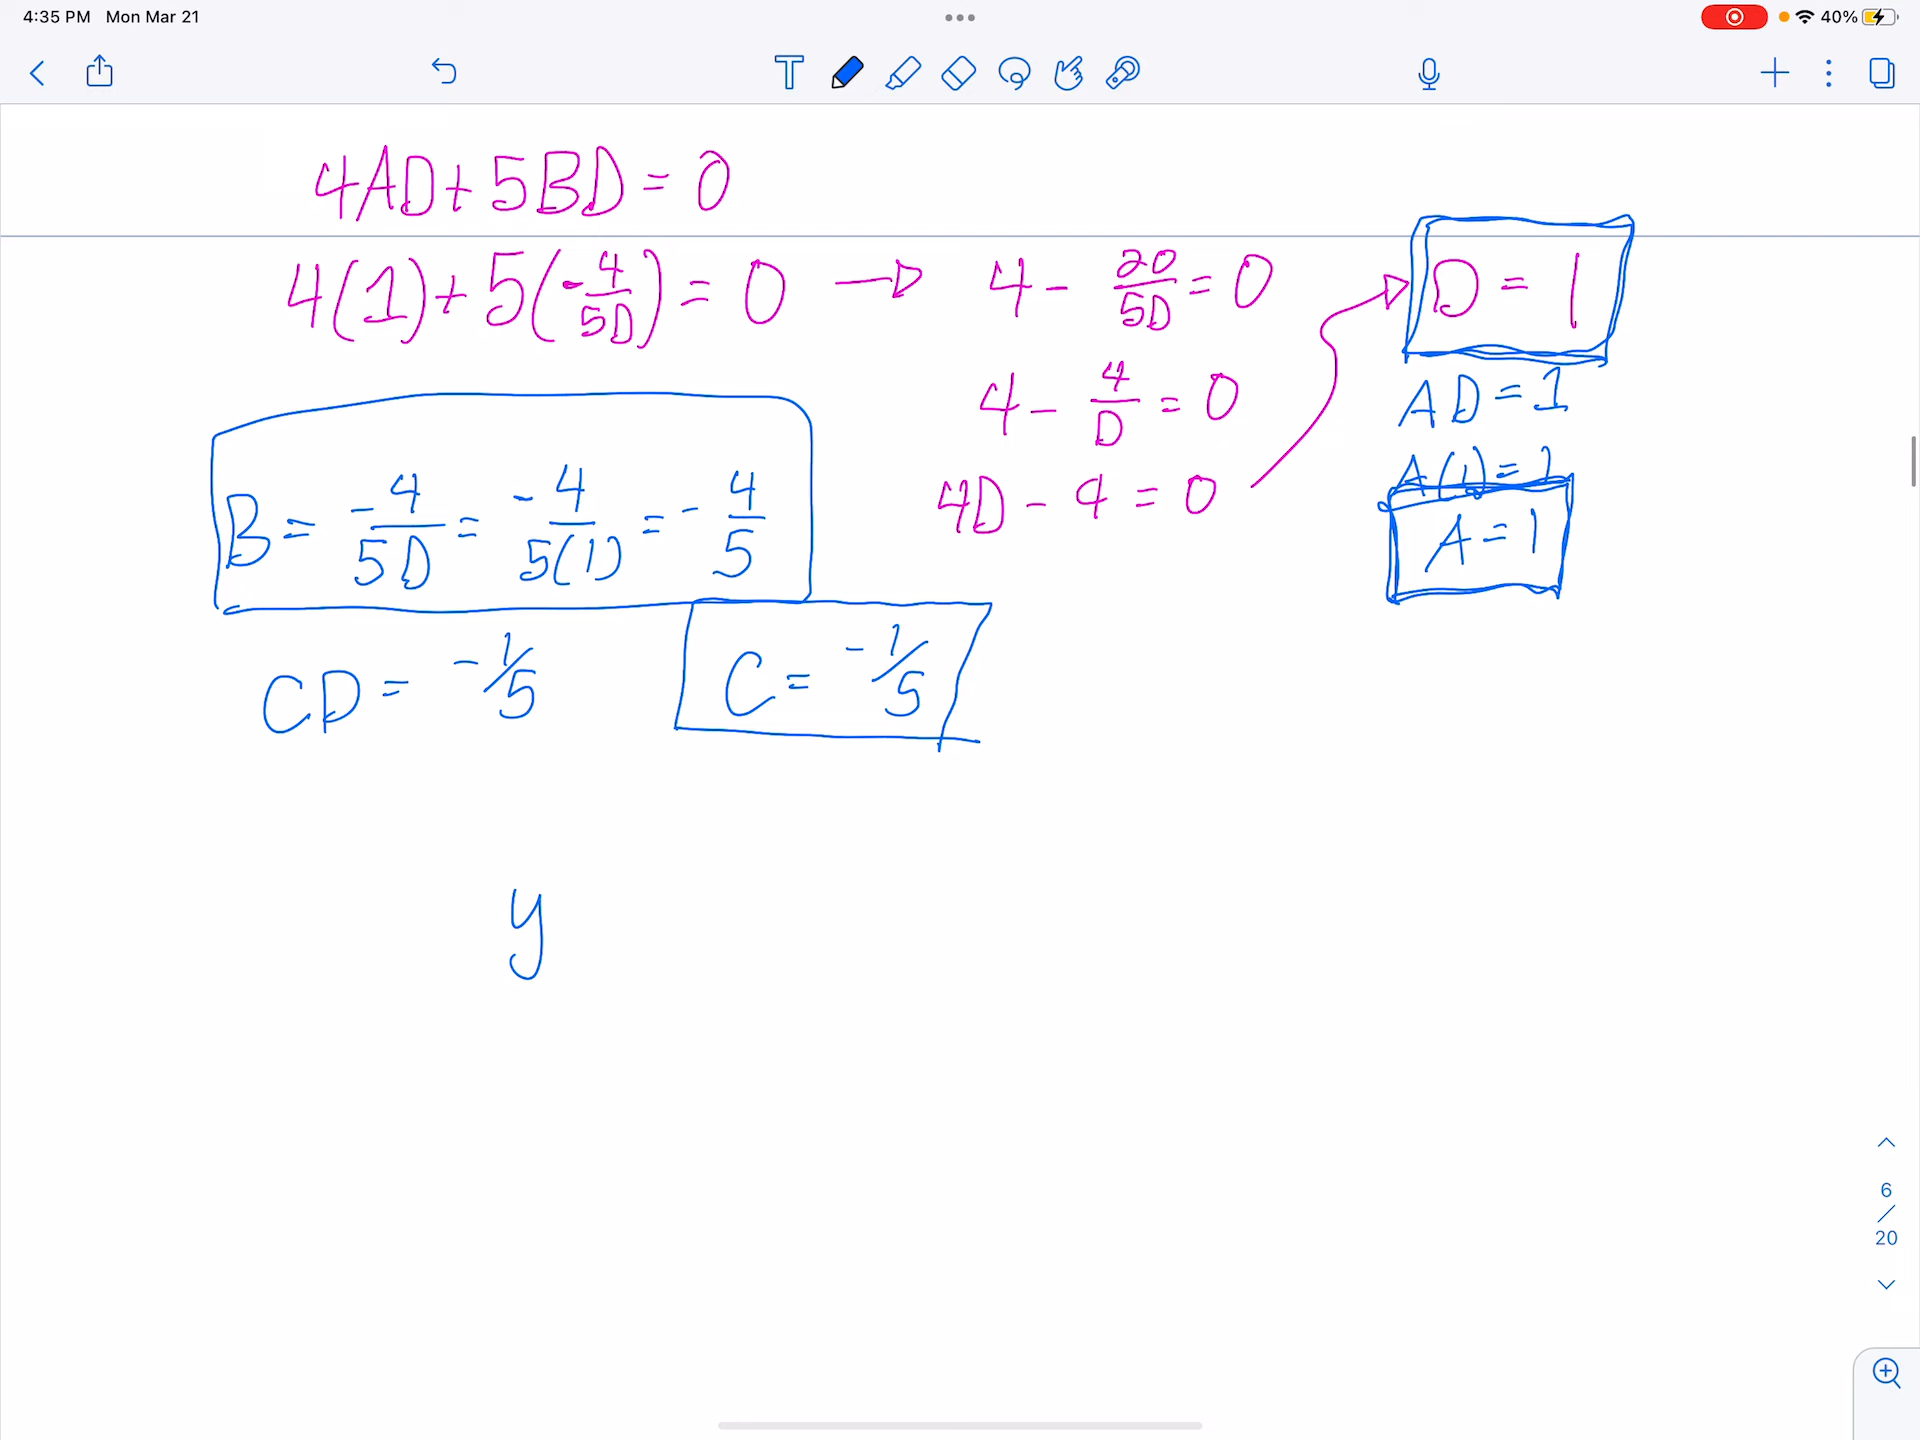 4:35 PM Mon Mar 21
40%
T
4AD + 5BD = 0
4(1) + 5(-4/5D) = 0 → 4 - 20/5D = 0
D = 1
4 - 4/D = 0
AD = 1
4D - 4 = 0
A(1) = 1
A = 1
B = -4/5D = -4/5(1) = -4/5
CD = -1/5
C = -1/5
y
6
/
20